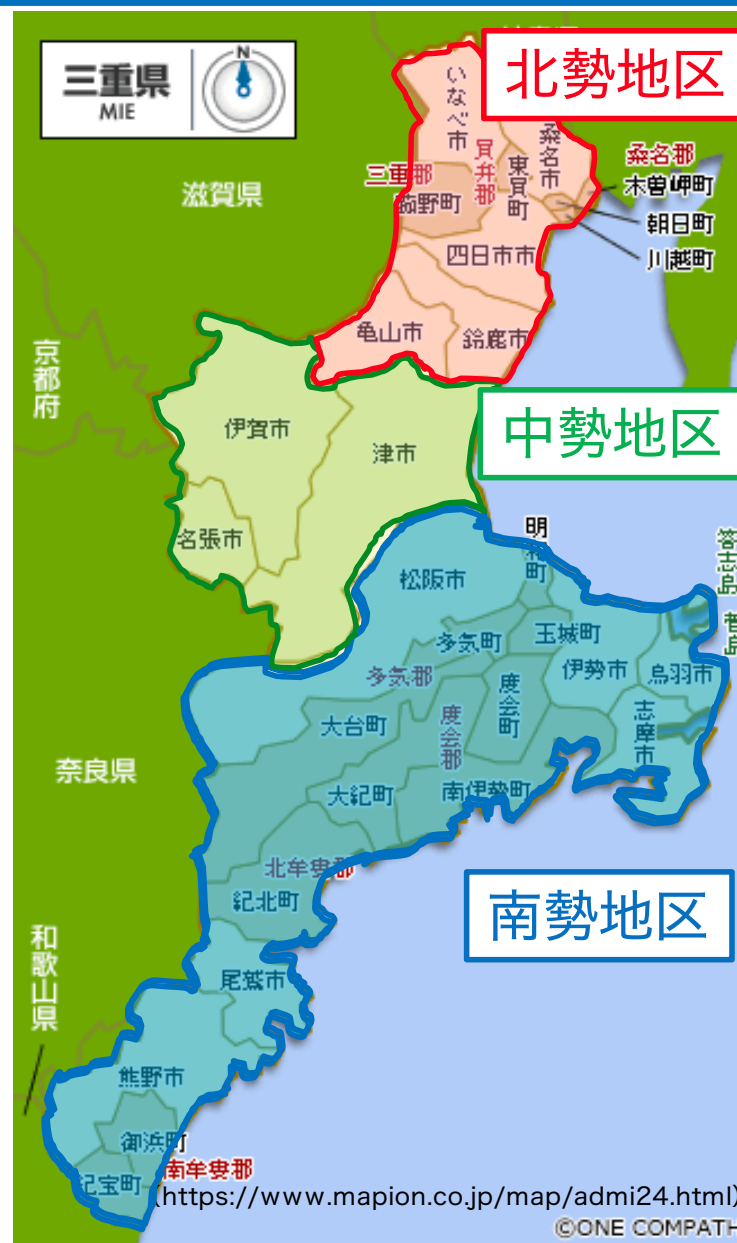 北勢地区
三重県
MIE
N
いなべ市
桑名市
桑名郡
員弁郡
東員町
三重郡
木曽岬町
菰野町
滋賀県
朝日町
四日市市
川越町
亀山市
鈴鹿市
京都府
中勢地区
伊賀市
津市
名張市
明
和町
答志島
菅島
松阪市
多気町
玉城町
伊勢市
鳥羽市
多気郡
度会町
度会郡
志摩市
大台町
奈良県
大紀町
南伊勢町
北牟婁郡
紀北町
南勢地区
和歌山県
尾鷲市
熊野市
御浜町
南牟婁郡
紀宝町
(https://www.mapion.co.jp/map/admi24.html)
©ONE COMPATH